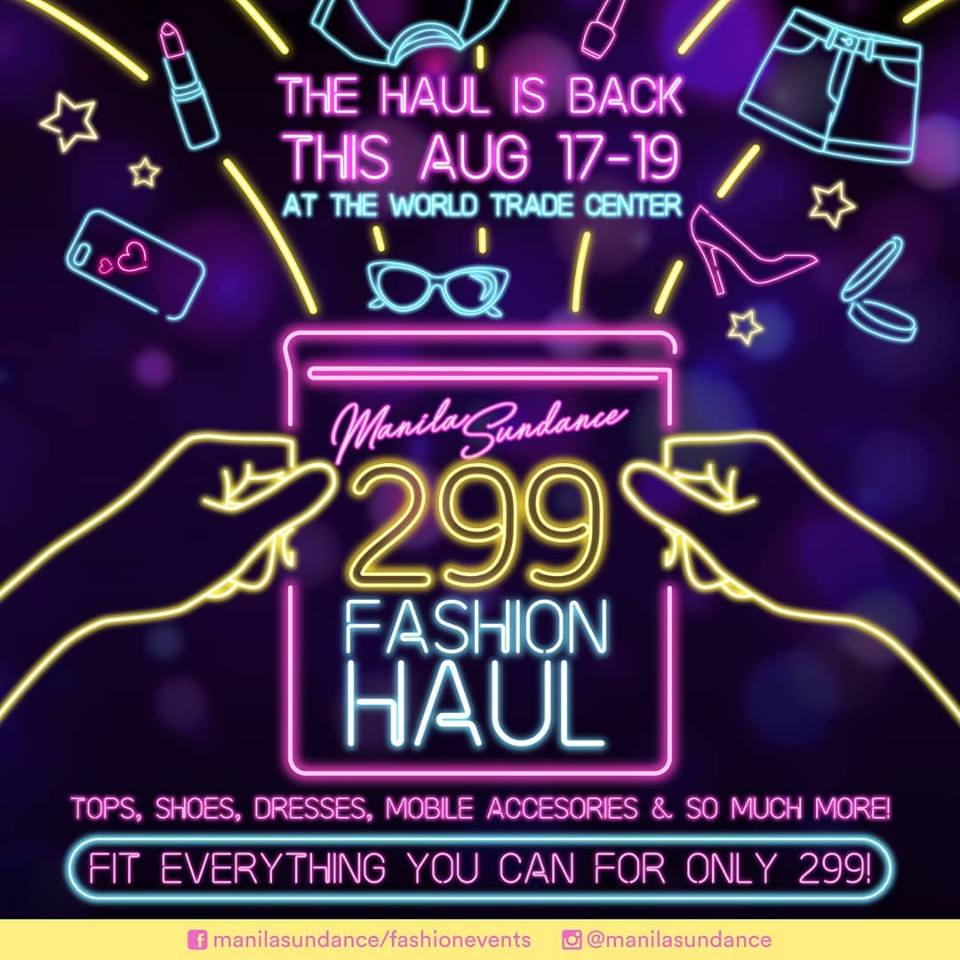 THE HAUL IS BACK
THIS AUG 17-19
AT THE WORLD TRADE CENTER
Manila Sundance
299
FASHION
HAUL
TOPS, SHOES, DRESSES, MOBILE ACCESORIES & SO MUCH MORE!
FIT EVERYTHING YOU CAN FOR ONLY 299!
manilasundance/fashionevents @manilasundance